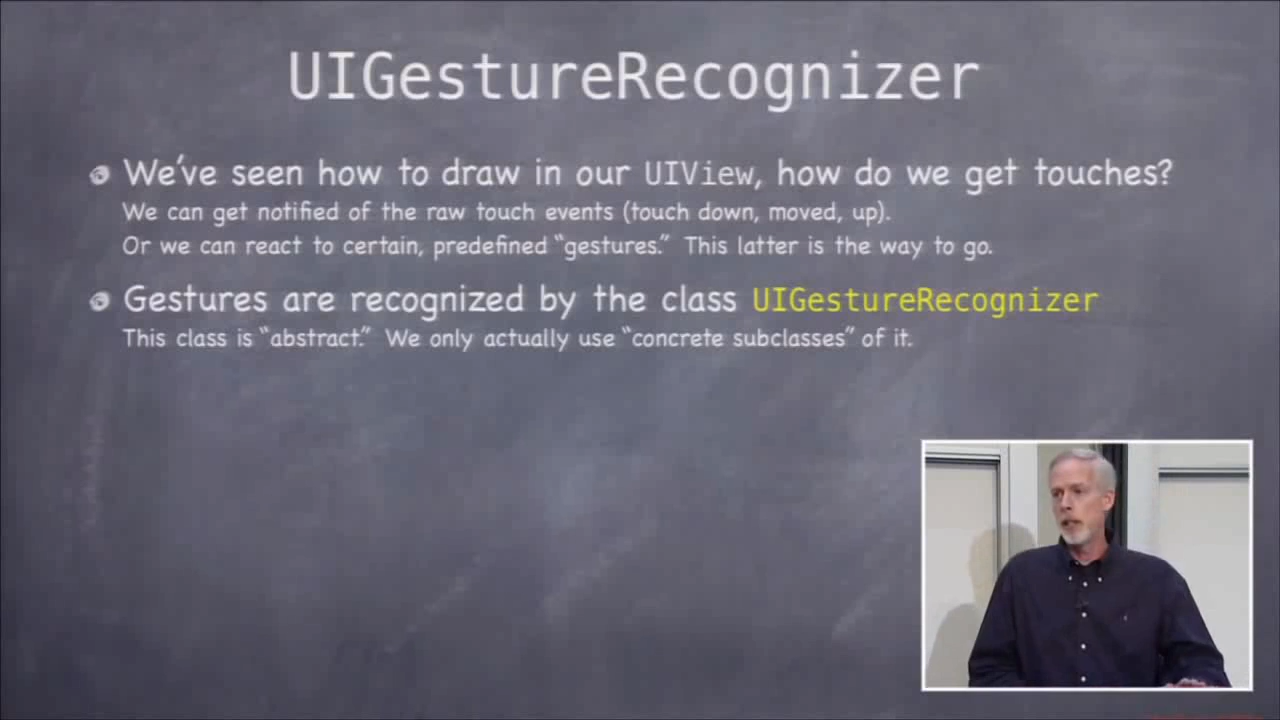 UIGestureRecognizer
We've seen how to draw in our UIView, how do we get touches?
We can get notified of the raw touch events (touch down, moved, up).
Or we can react to certain, predefined “gestures.” This latter is the way to go.
Gestures are recognized by the class UIGestureRecognizer
This class is “abstract.” We only actually use “concrete subclasses” of it.